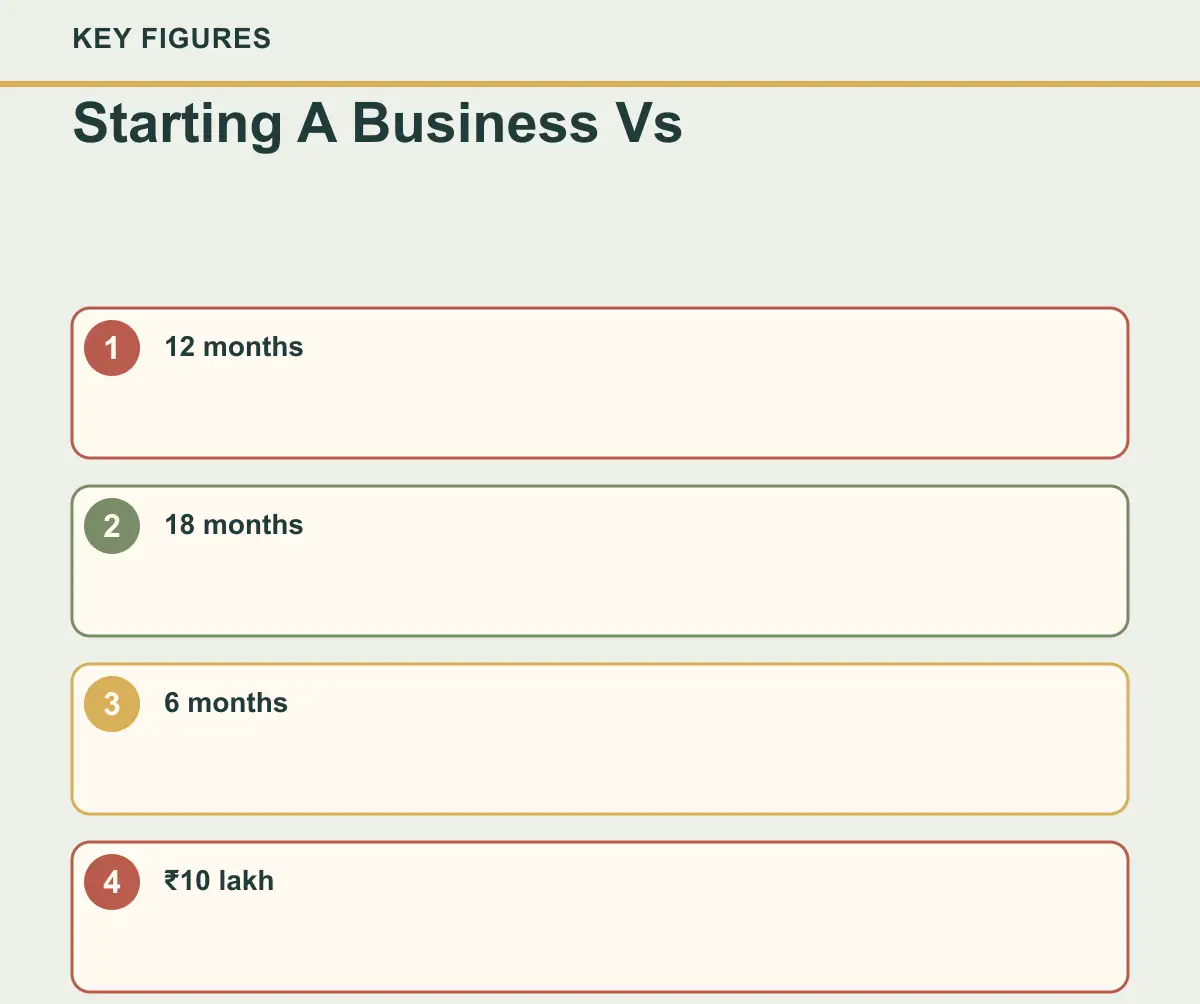 KEY FIGURES
Starting A Business Vs
1
12 months
2
18 months
3
6 months
4
₹10 lakh